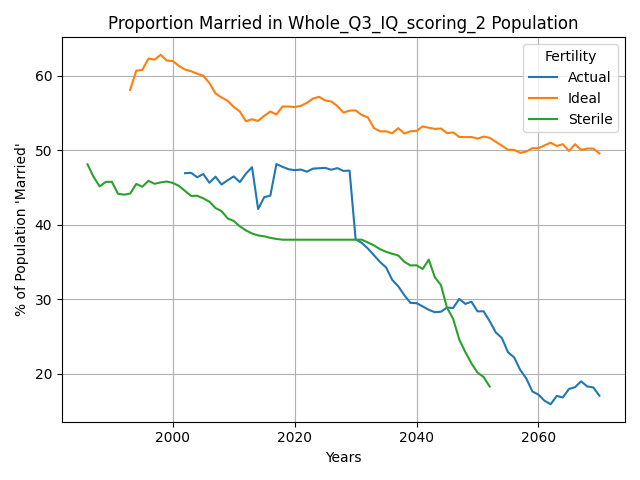 Proportion Married in Whole_Q3_IQ_scoring_2 Population
% of Population 'Married'
60
50
40
30
20
Fertility
Actual
Ideal
Sterile
2000
2020
2040
2060
Years